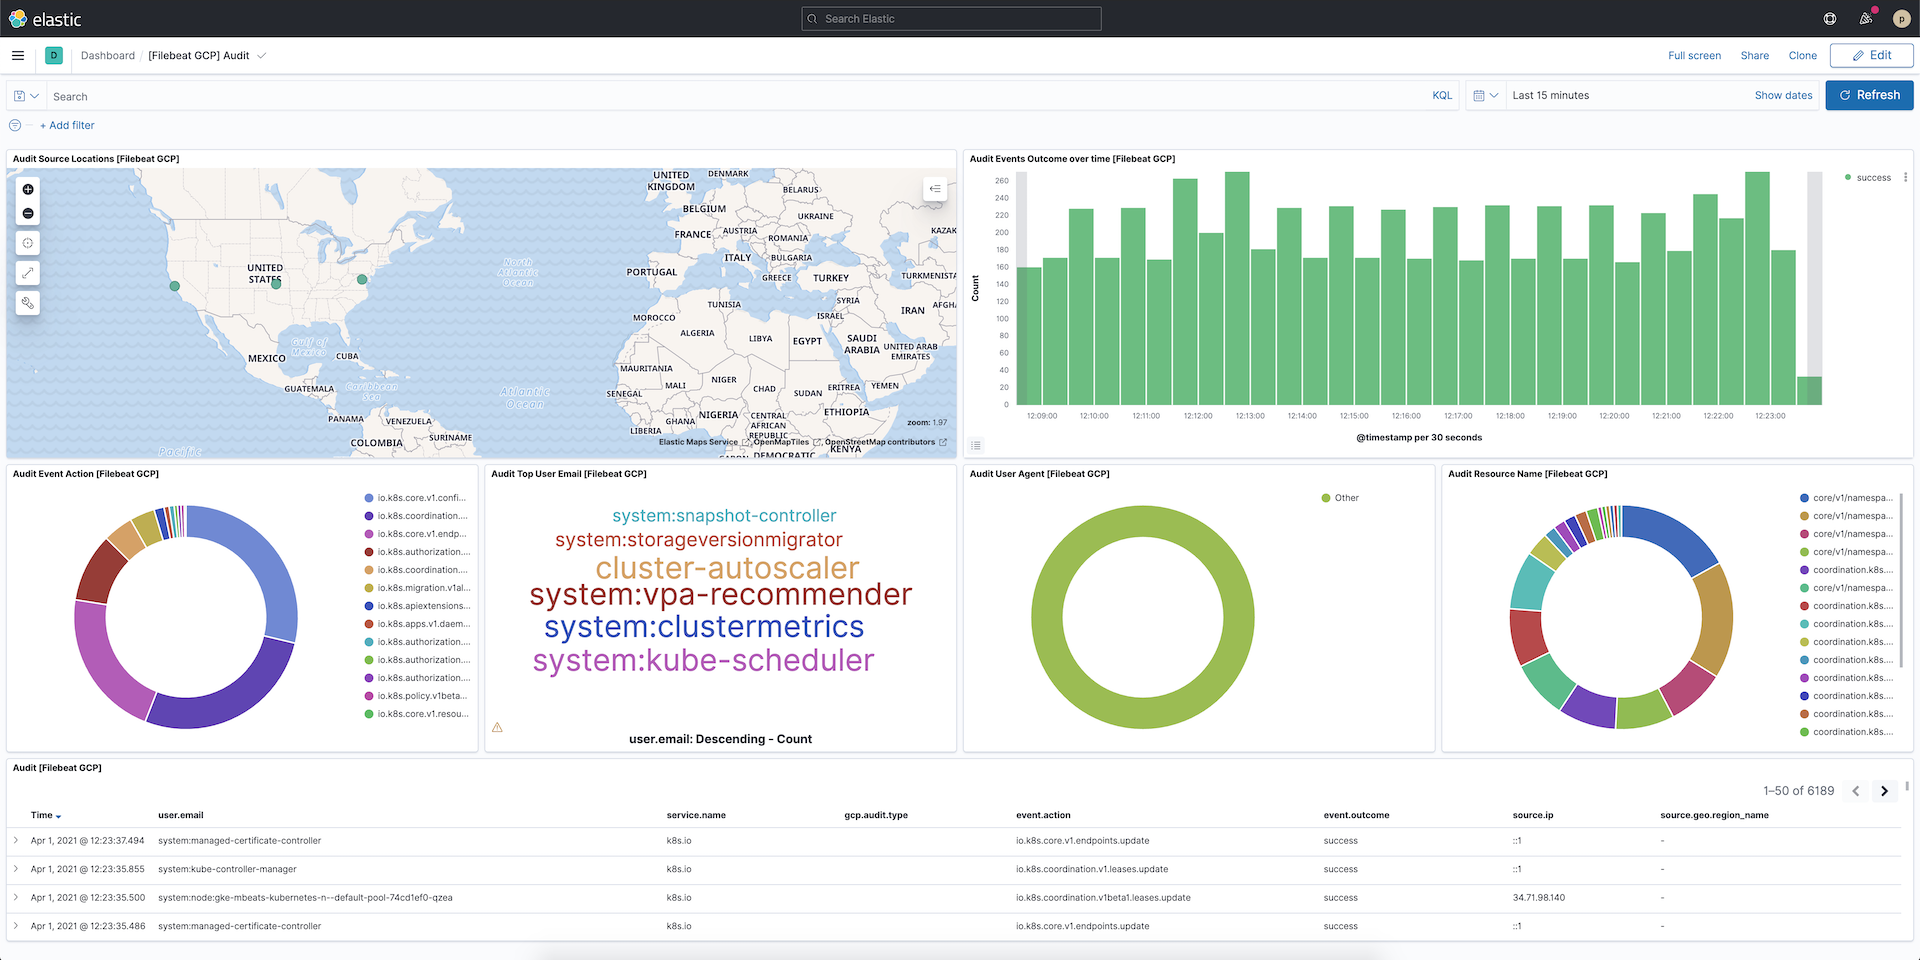 elastic
Search Elastic
p
D
Dashboard / [Filebeat GCP] Audit
Full screen
Share
Clone
Edit
Search
KQL
Last 15 minutes
Show dates
Refresh
+ Add filter
Audit Source Locations [Filebeat GCP]
UNITED KINGDOM
DENMARK
BELARUS
BELGIUM
UKRAINE
FRANCE
AUSTRIA
ROMANIA
KAZAK
ITALY
BULGARIA
PORTUGAL
GREECE
TURKEY
TURKMENISTA
North Atlantic Ocean
UNITED STATES
TUNISIA
SYRIA
MOROCCO
ISRAEL
IRAN
AFGHA
ALGERIA
LIBYA
EGYPT
SAUDI ARABIA
UNITED ARAB EMIRATES
Gulf of Mexico
MEXICO
CUBA
MAURITANIA
MALI
NIGER
CHAD
SUDAN
ERITREA
YEMEN
GUATEMALA
Caribbean Sea
Atlantic Ocean
SENEGAL
PANAMA
VENEZUELA
GHANA
NIGERIA
CENTRAL AFRICAN REPUBLIC
ETHIOPIA
zoom: 1.97
LIBERIA
COLOMBIA
SURINAME
Elastic Maps Service , OpenMapTiles , OpenStreetMap contributors
Pacific
DEMOCRATIC
KENYA
Audit Events Outcome over time [Filebeat GCP]
success
260
240
220
200
180
160
140
120
100
80
60
40
20
0
Count
12:09:00 12:10:00 12:11:00 12:12:00 12:13:00 12:14:00 12:15:00 12:16:00 12:17:00 12:18:00 12:19:00 12:20:00 12:21:00 12:22:00 12:23:00
@timestamp per 30 seconds
Audit Event Action [Filebeat GCP]
io.k8s.core.v1.confi...
io.k8s.coordination....
io.k8s.core.v1.endp...
io.k8s.authorization....
io.k8s.coordination....
io.k8s.migration.v1al...
io.k8s.apiextensions...
io.k8s.apps.v1.daem...
io.k8s.authorization....
io.k8s.authorization....
io.k8s.authorization....
io.k8s.policy.v1beta...
io.k8s.core.v1.resou...
Audit Top User Email [Filebeat GCP]
system:snapshot-controller
system:storageversionmigrator
cluster-autoscaler
system:vpa-recommender
system:clustermetrics
system:kube-scheduler
user.email: Descending - Count
Audit User Agent [Filebeat GCP]
Other
Audit Resource Name [Filebeat GCP]
core/v1/namespa...
core/v1/namespa...
core/v1/namespa...
core/v1/namespa...
coordination.k8s....
core/v1/namespa...
coordination.k8s....
coordination.k8s....
coordination.k8s....
coordination.k8s....
coordination.k8s....
coordination.k8s....
coordination.k8s....
coordination.k8s....
Audit [Filebeat GCP]
1–50 of 6189
Time user.email service.name gcp.audit.type event.action event.outcome source.ip source.geo.region_name
Apr 1, 2021 @ 12:23:37.494 system:managed-certificate-controller k8s.io io.k8s.core.v1.endpoints.update success ::1 -
Apr 1, 2021 @ 12:23:35.855 system:kube-controller-manager k8s.io io.k8s.coordination.v1.leases.update success ::1 -
Apr 1, 2021 @ 12:23:35.500 system:node:gke-mbeats-kubernetes-n--default-pool-74cd1ef0-qzea k8s.io io.k8s.coordination.v1beta1.leases.update success 34.71.98.140 -
Apr 1, 2021 @ 12:23:35.486 system:managed-certificate-controller k8s.io io.k8s.core.v1.endpoints.update success ::1 -